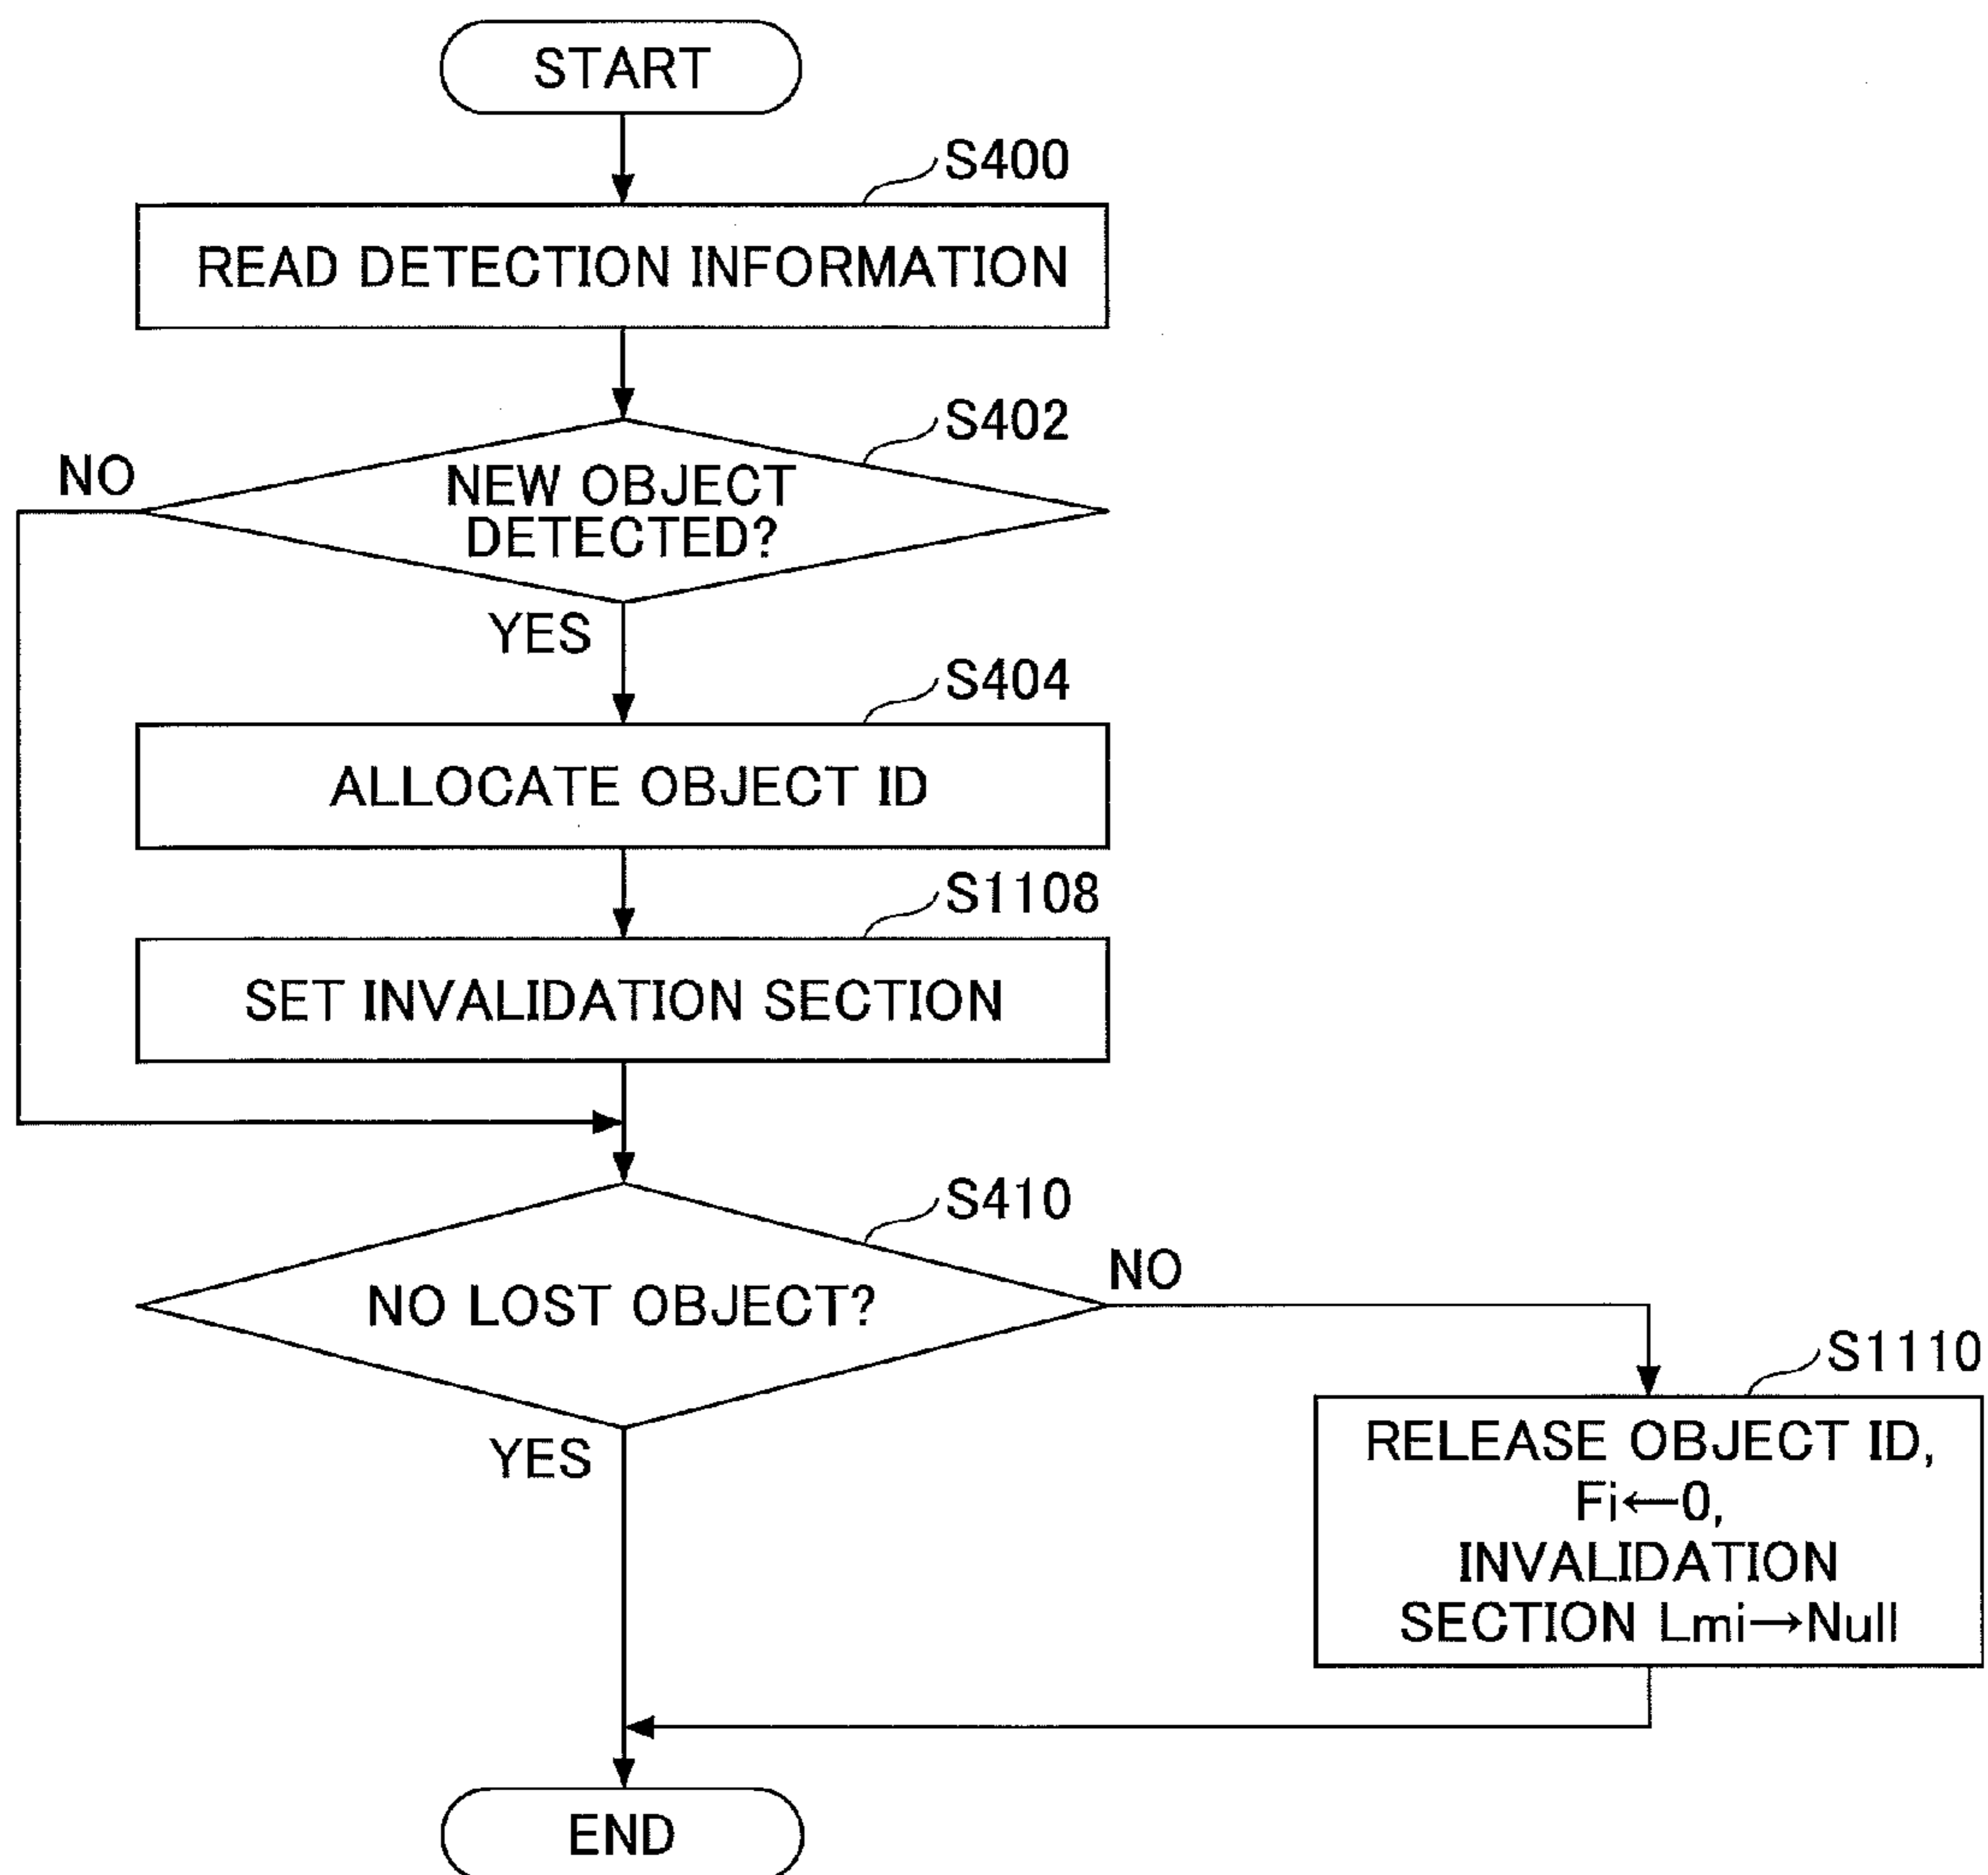 START
S400
READ DETECTION INFORMATION
S402
NO
NEW OBJECT
DETECTED?
YES
S404
ALLOCATE OBJECT ID
S1108
SET INVALIDATION SECTION
S410
NO
NO LOST OBJECT?
S1110
YES
RELEASE OBJECT ID,
Fi←0,
INVALIDATION
SECTION Lmi→Null
END